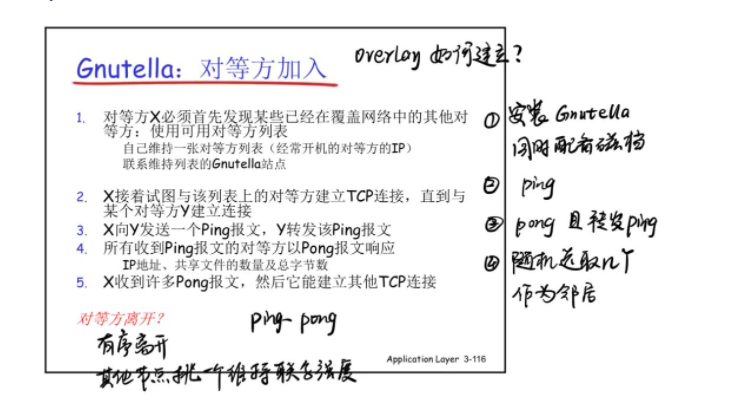 Gnutella：对等方加入
overlay 如何建立？
1. 对等方X必须首先发现某些已经在覆盖网络中的其他对
等方：使用可用对等方列表
自己维持一张对等方列表（经常开机的对等方的IP）
联系维持列表的Gnutella站点
2. X接着试图与该列表上的对等方建立TCP连接，直到与
某个对等方Y建立连接
3. X向Y发送一个Ping报文，Y转发该Ping报文
4. 所有收到Ping报文的对等方以Pong报文响应
IP地址、共享文件的数量及总字节数
5. X收到许多Pong报文，然后它能建立其他TCP连接
① 安装 Gnutella
同时配备磁档
② ping
③ pong 且转发ping
④ 随机选取n个
作为邻居
对等方离开？
ping pong
有序离开
其他节点挑一个维持联合强度
Application Layer 3-116